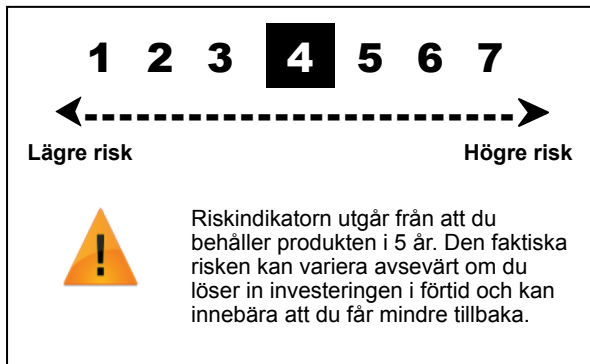 1 2 3 4 5 6 7
Lägre risk Högre risk
!
Riskindikatorn utgår från att du
behåller produkten i 5 år. Den faktiska
risken kan variera avsevärt om du
löser in investeringen i förtid och kan
innebära att du får mindre tillbaka.